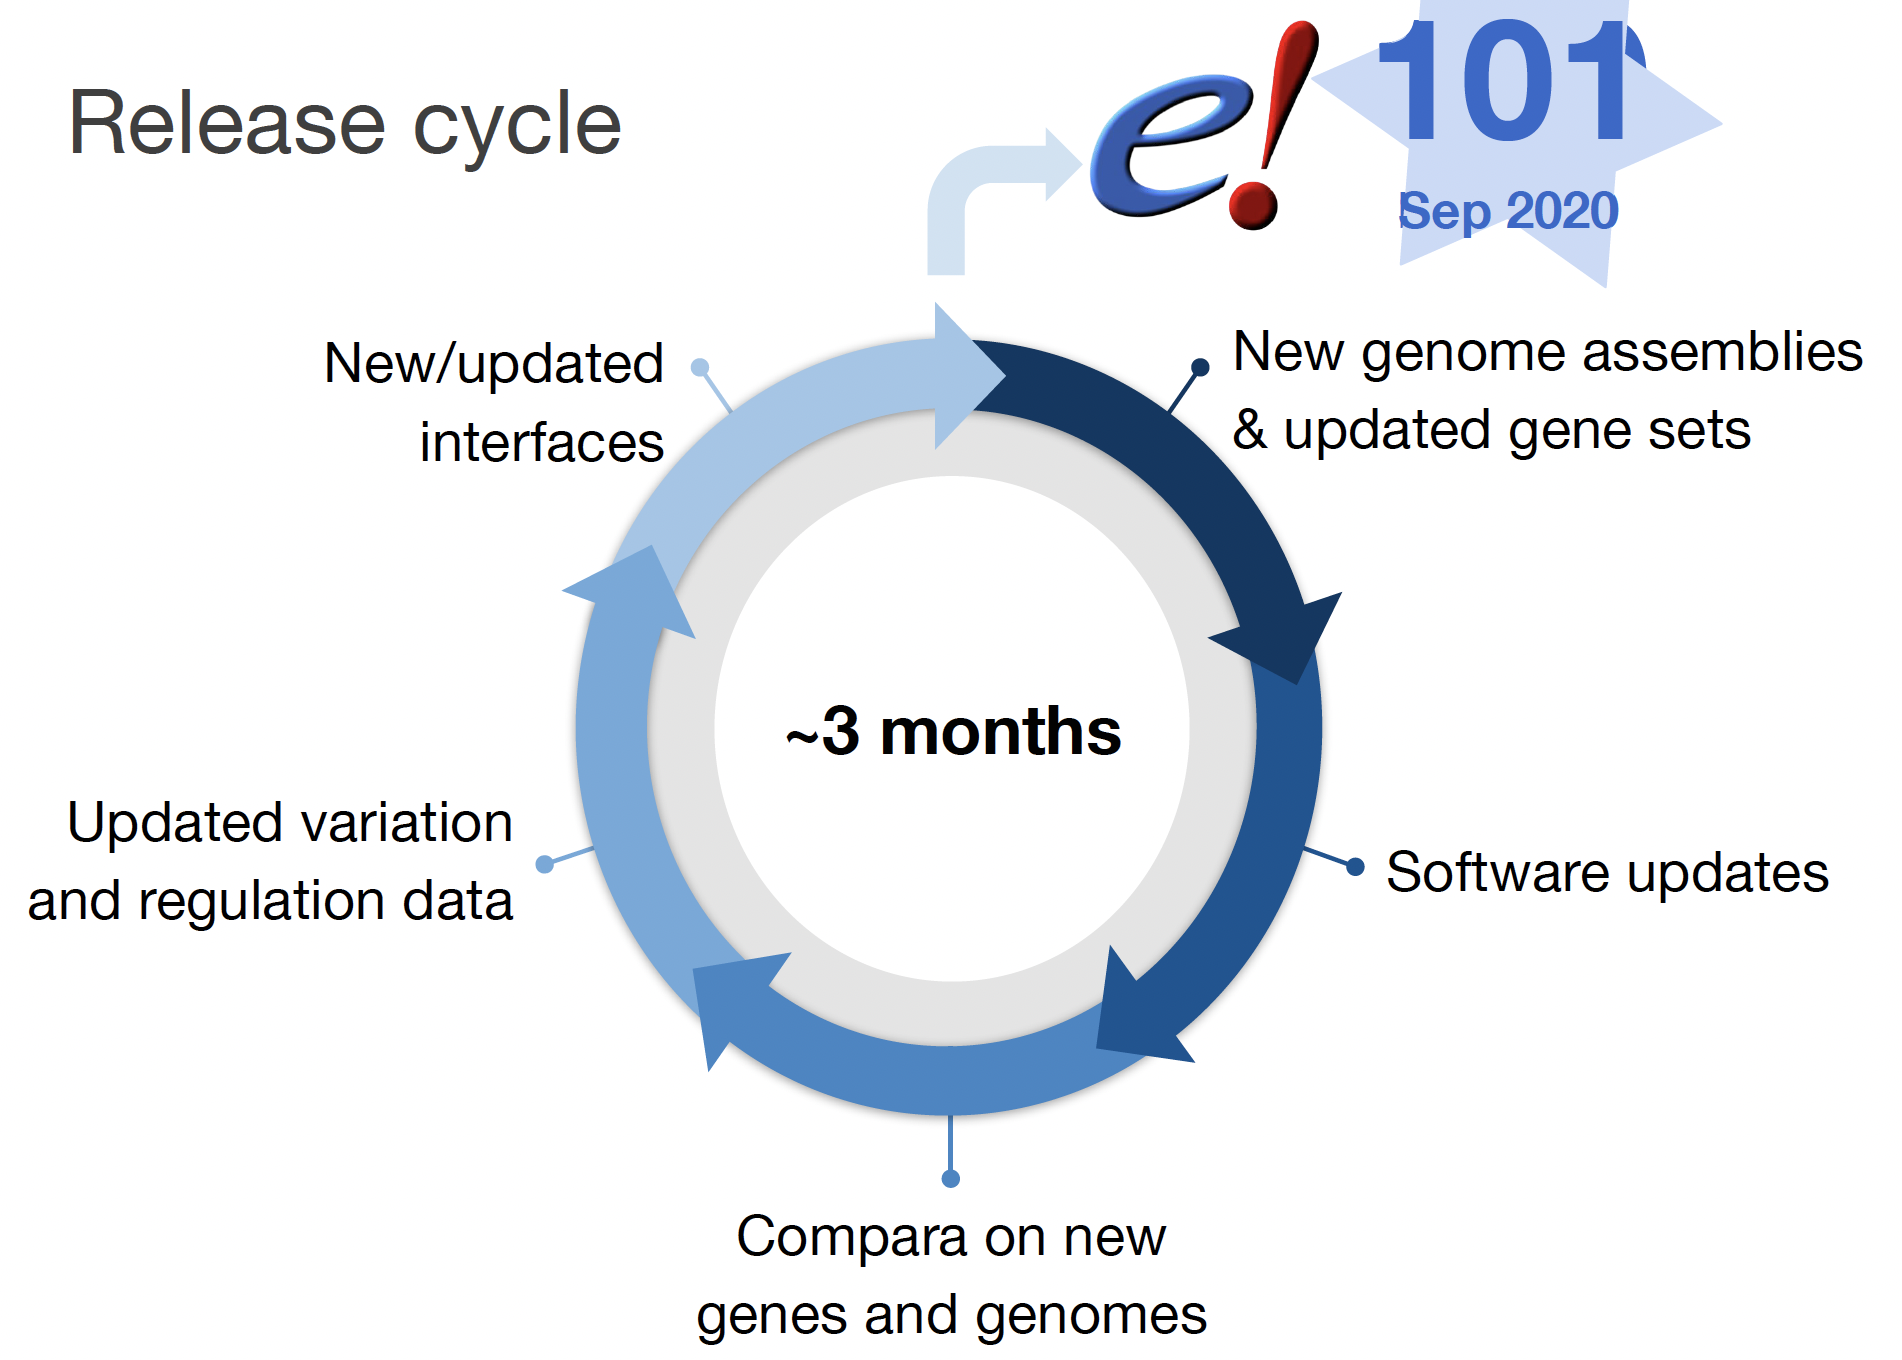 Release cycle
e!
101
Sep 2020
New/updated
interfaces
New genome assemblies
& updated gene sets
~3 months
Updated variation
and regulation data
Software updates
Compara on new
genes and genomes